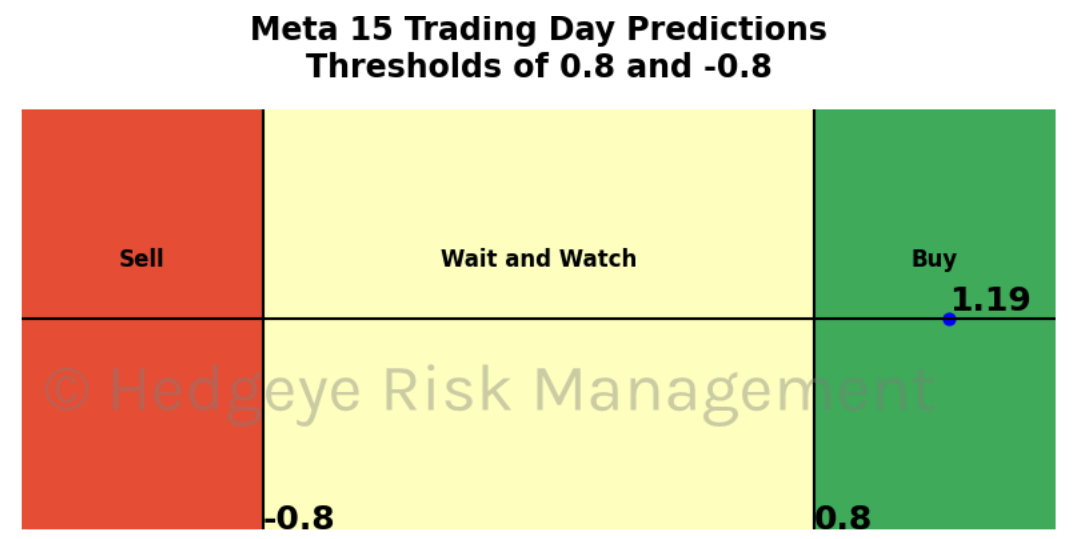 Meta 15 Trading Day Predictions
Thresholds of 0.8 and -0.8
Sell
Wait and Watch
Buy
1.19
© Hedgeye Risk Management
-0.8
0.8